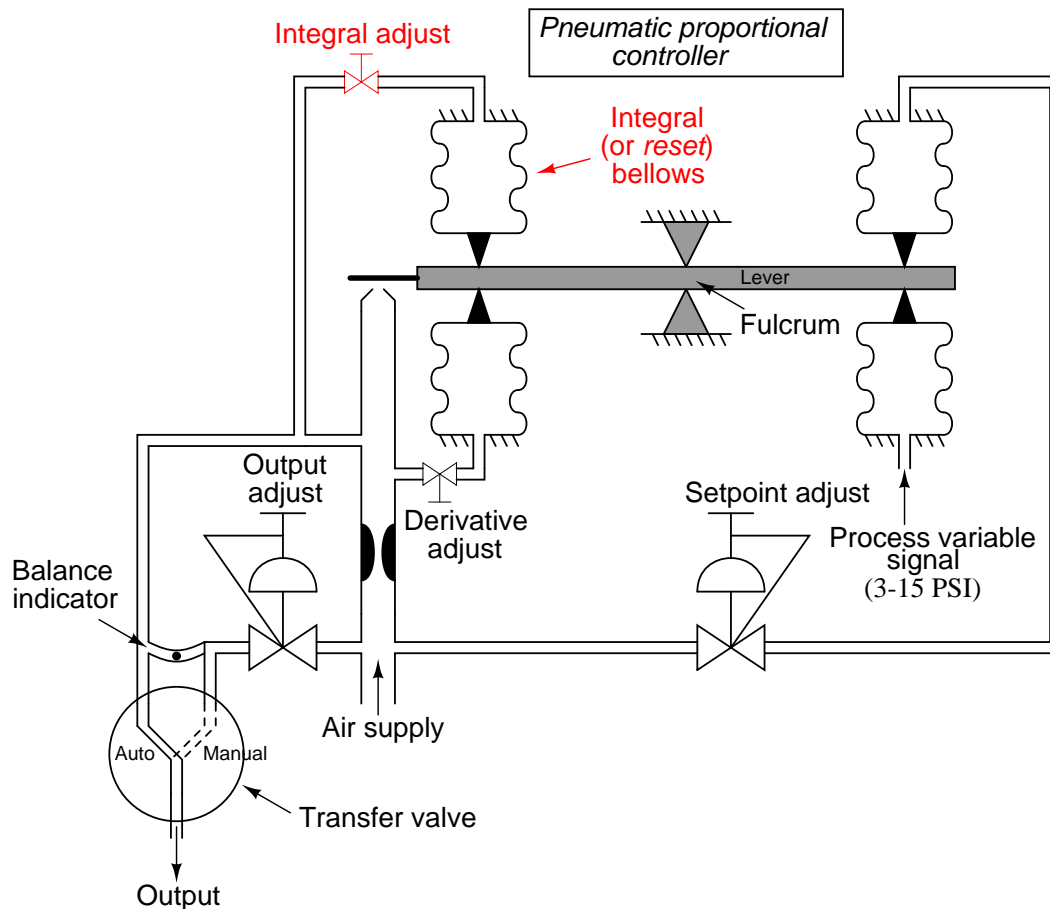 Integral adjust
Pneumatic proportional
controller
Integral
(or reset)
bellows
Lever
Fulcrum
Output
adjust
Setpoint adjust
Derivative
adjust
Process variable
signal
(3-15 PSI)
Balance
indicator
Air supply
Auto
Manual
Transfer valve
Output